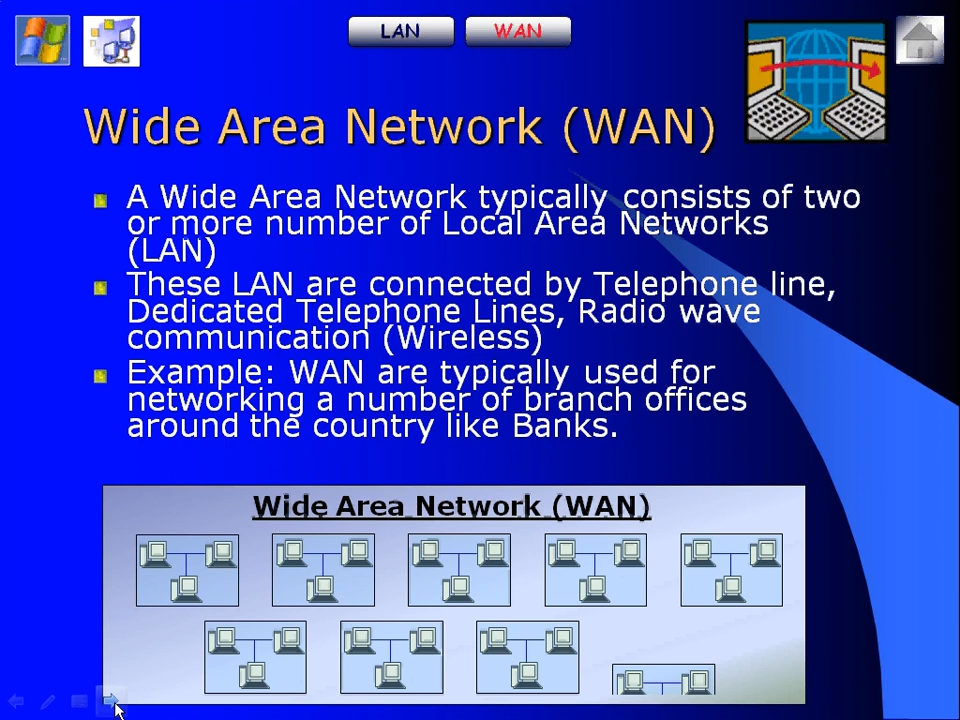 LAN WAN
Wide Area Network (WAN)
A Wide Area Network typically consists of two
or more number of Local Area Networks
(LAN)
These LAN are connected by Telephone line,
Dedicated Telephone Lines, Radio wave
communication (Wireless)
Example: WAN are typically used for
networking a number of branch offices
around the country like Banks.
Wide Area Network (WAN)